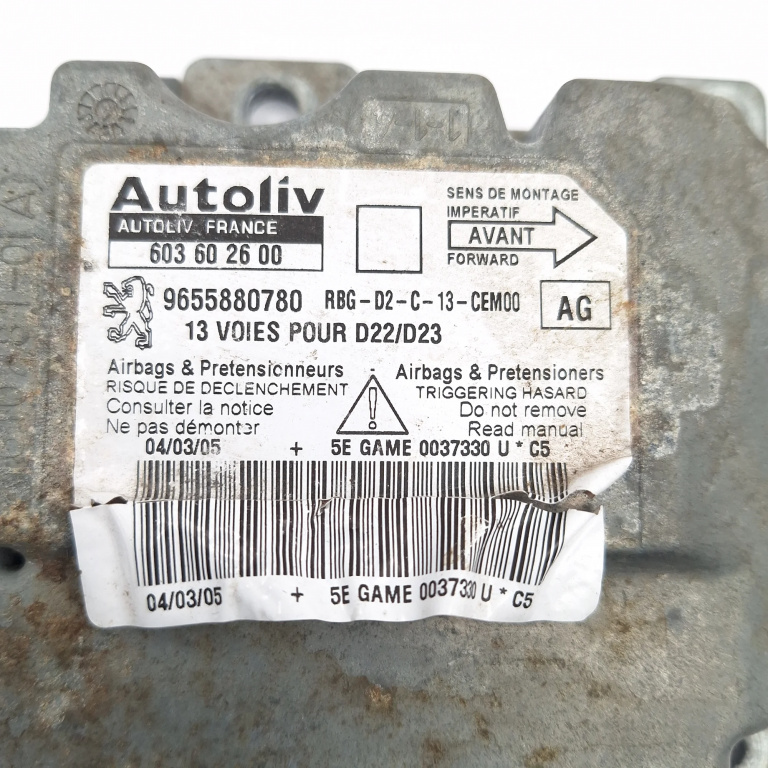 Autoliv
AUTOLIV FRANCE
603 60 26 00
SENS DE MONTAGE
IMPERATIF
AVANT
FORWARD
9655880780 RBG-D2-C-13-CEM00 AG
13 VOIES POUR D22/D23
Airbags & Pretensionneurs
RISQUE DE DECLENCHEMENT
Consulter la notice
Ne pas démonter
!
Airbags & Pretensioners
TRIGGERING HASARD
Do not remove
Read manual
04/03/05 + 5E GAME 0037330 U * C5
04/03/05 + 5E GAME 0037330 U * C5